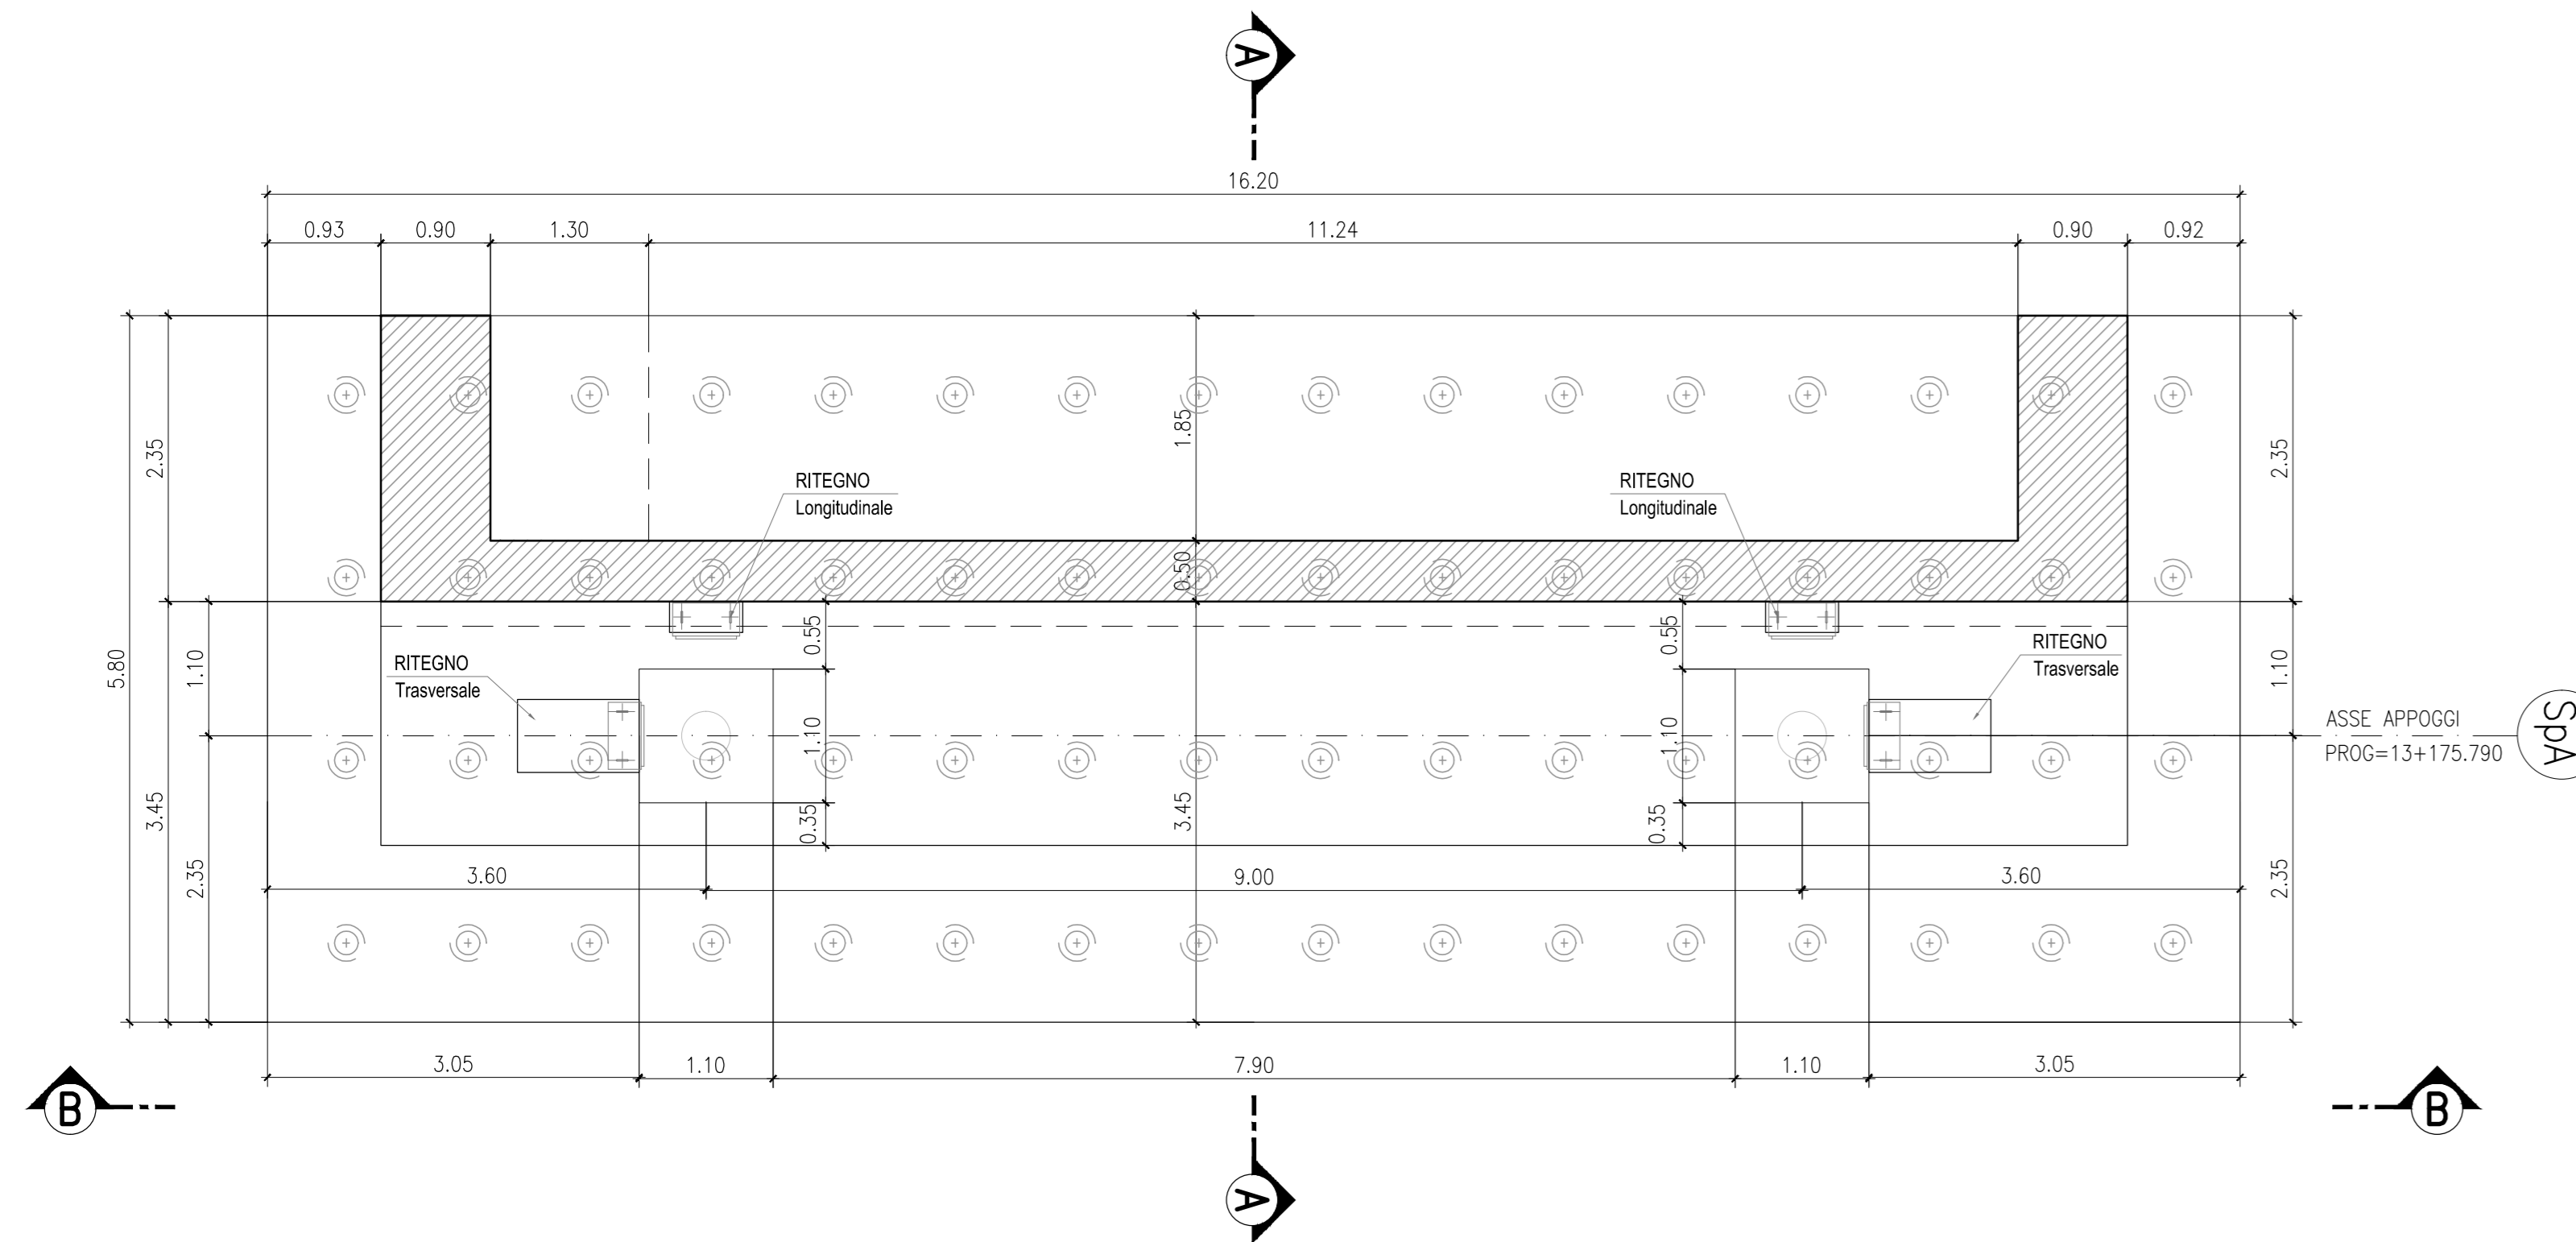 A
16.20
0.93 0.90 1.30 11.24 0.90 0.92
2.35
1.85
2.35
RITEGNO
Longitudinale
RITEGNO
Longitudinale
0.50
5.80
1.10
RITEGNO
Trasversale
0.55
0.55
RITEGNO
Trasversale
1.10
1.10
1.10
ASSE APPOGGI
PROG=13+175.790
SpA
3.45
2.35
0.35
3.45
0.35
2.35
3.60 9.00 3.60
3.05 1.10 7.90 1.10 3.05
B B
A